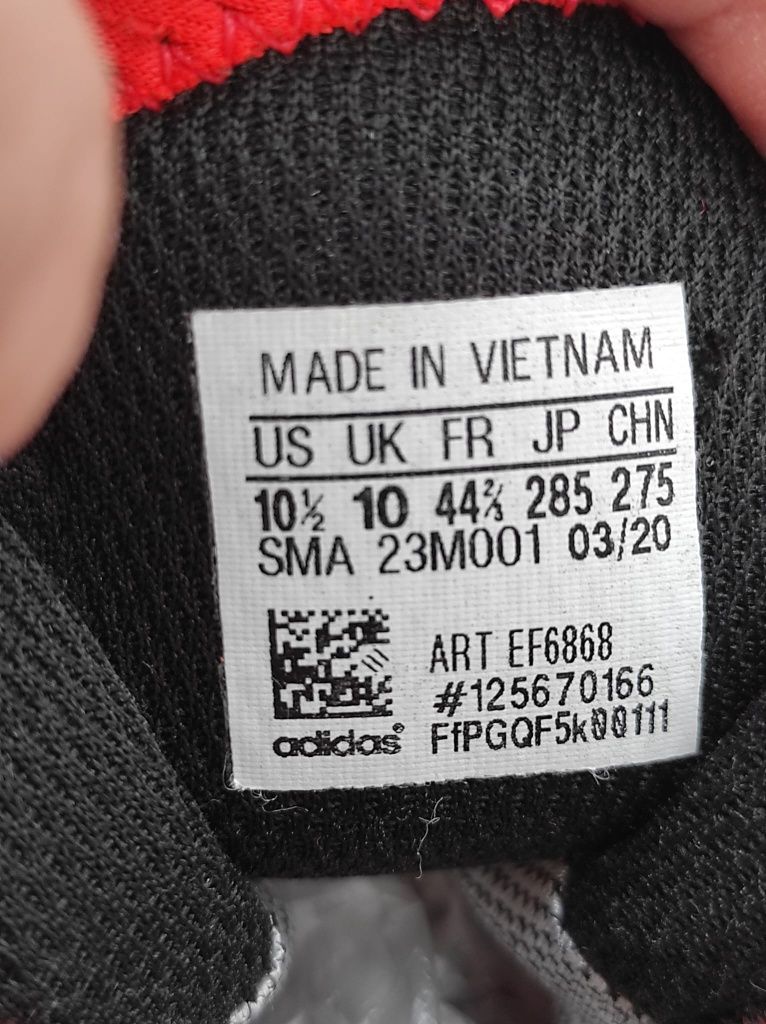 MADE IN VIETNAM
US UK FR JP CHN
10½ 10 44⅔ 285 275
SMA 23M001 03/20
ART EF6868
#125670166
adidas®
FfPGQF5k00111